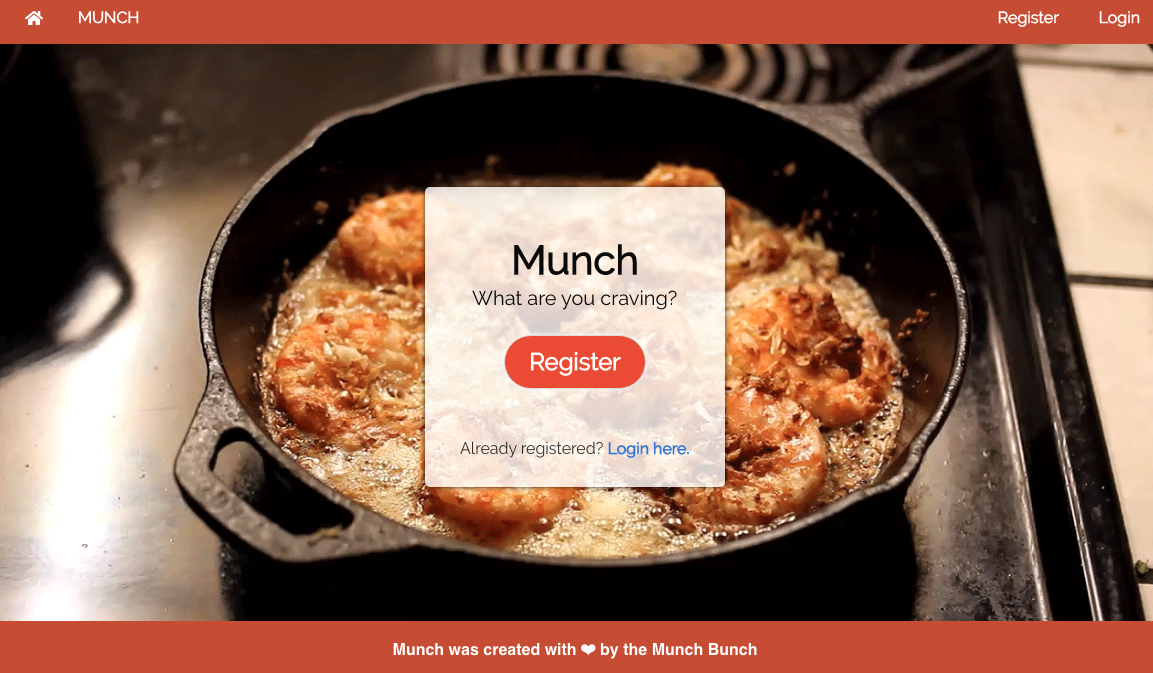 MUNCH
Register
Login
Munch
What are you craving?
Register
Already registered? Login here.
Munch was created with ❤ by the Munch Bunch